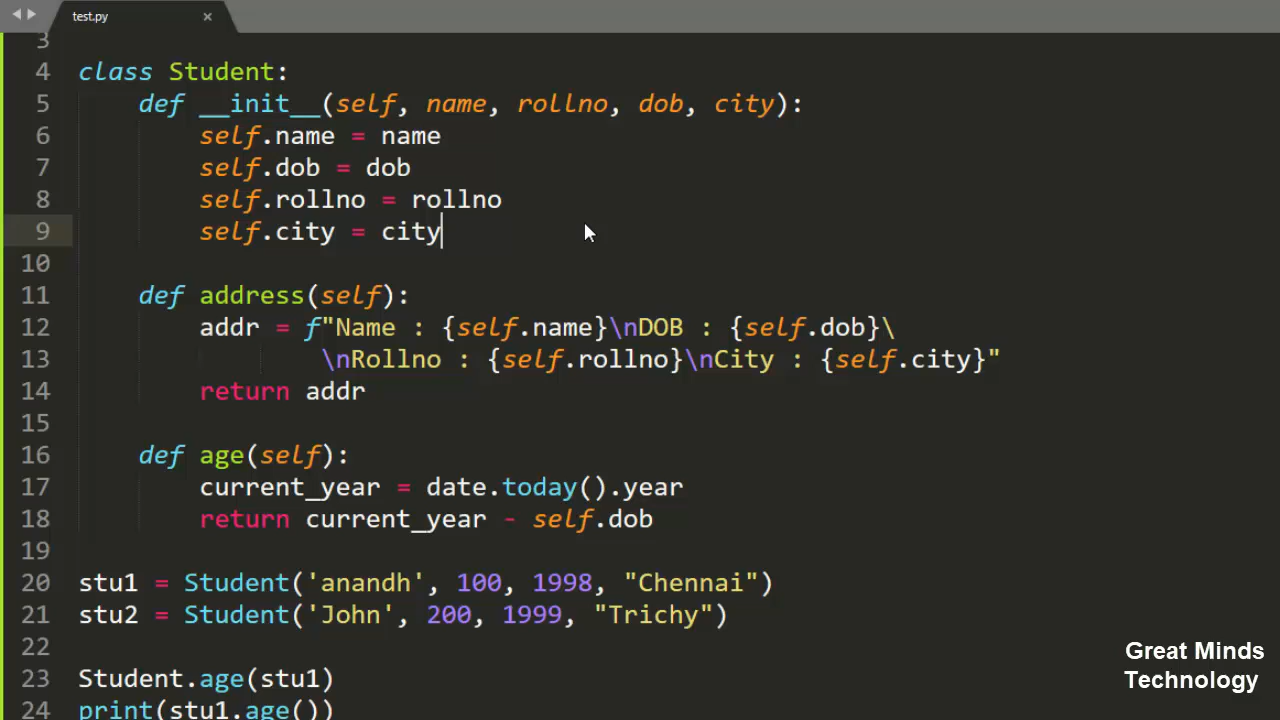 test.py ×
3
4 class Student:
5     def __init__(self, name, rollno, dob, city):
6         self.name = name
7         self.dob = dob
8         self.rollno = rollno
9         self.city = city
10
11     def address(self):
12         addr = f"Name : {self.name}\nDOB : {self.dob}\
13                 \nRollno : {self.rollno}\nCity : {self.city}"
14         return addr
15
16     def age(self):
17         current_year = date.today().year
18         return current_year - self.dob
19
20 stu1 = Student('anandh', 100, 1998, "Chennai")
21 stu2 = Student('John', 200, 1999, "Trichy")
22
23 Student.age(stu1)
24 print(stu1.age())
Great Minds
Technology